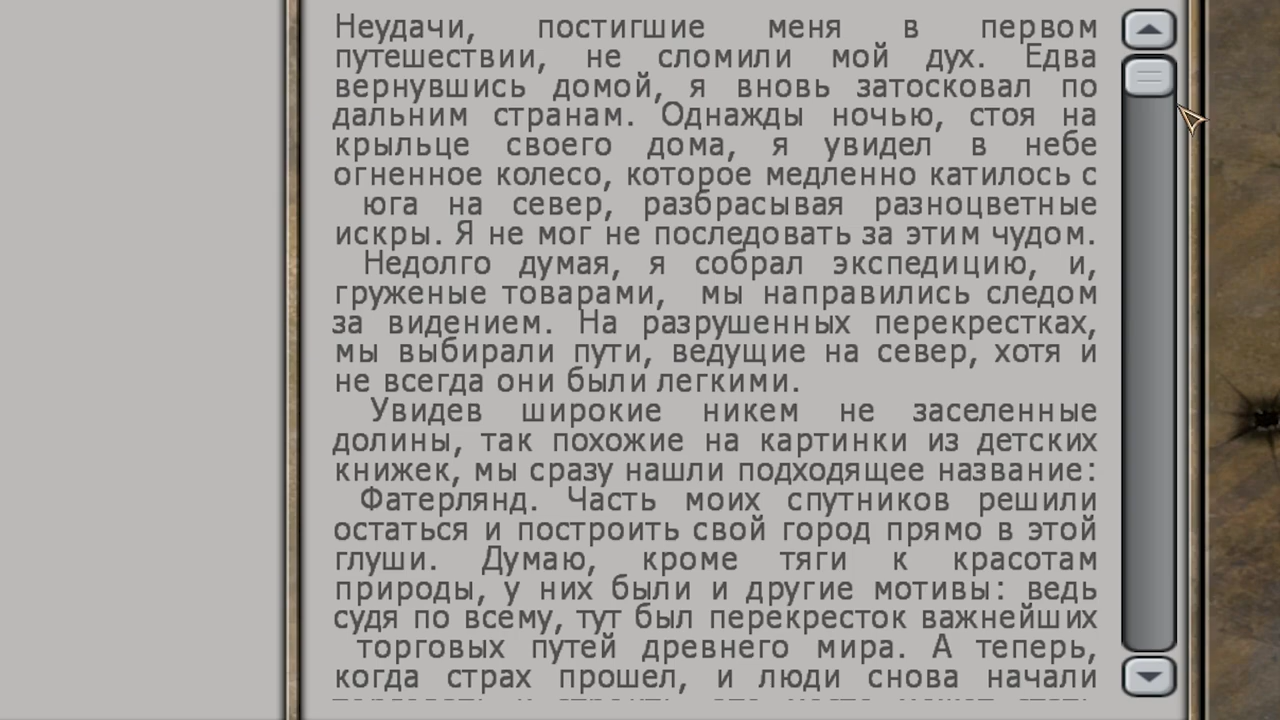 Неудачи, постигшие меня в первом
путешествии, не сломили мой дух. Едва
вернувшись домой, я вновь затосковал по
дальним странам. Однажды ночью, стоя на
крыльце своего дома, я увидел в небе
огненное колесо, которое медленно катилось с
юга на север, разбрасывая разноцветные
искры. Я не мог не последовать за этим чудом.
Недолго думая, я собрал экспедицию, и,
груженые товарами, мы направились следом
за видением. На разрушенных перекрестках,
мы выбирали пути, ведущие на север, хотя и
не всегда они были легкими.
Увидев широкие никем не заселенные
долины, так похожие на картинки из детских
книжек, мы сразу нашли подходящее название:
Фатерлянд. Часть моих спутников решили
остаться и построить свой город прямо в этой
глуши. Думаю, кроме тяги к красотам
природы, у них были и другие мотивы: ведь
судя по всему, тут был перекресток важнейших
торговых путей древнего мира. А теперь,
когда страх прошел, и люди снова начали